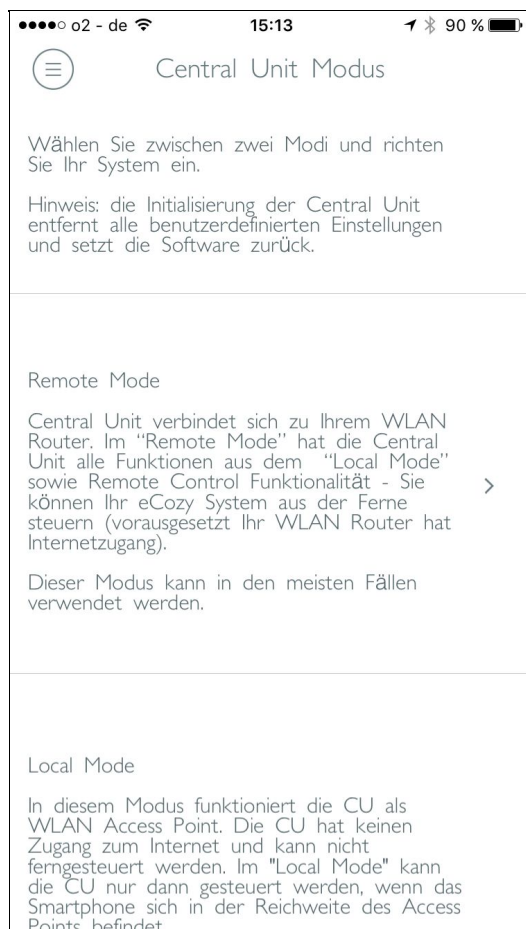 o2 - de 15:13 90 %
Central Unit Modus
Wählen Sie zwischen zwei Modi und richten
Sie Ihr System ein.
Hinweis: die Initialisierung der Central Unit
entfernt alle benutzerdefinierten Einstellungen
und setzt die Software zurück.
Remote Mode
Central Unit verbindet sich zu Ihrem WLAN
Router. Im “Remote Mode” hat die Central
Unit alle Funktionen aus dem “Local Mode”
sowie Remote Control Funktionalität - Sie
können Ihr eCozy System aus der Ferne
steuern (vorausgesetzt Ihr WLAN Router hat
Internetzugang).
Dieser Modus kann in den meisten Fällen
verwendet werden.
Local Mode
In diesem Modus funktioniert die CU als
WLAN Access Point. Die CU hat keinen
Zugang zum Internet und kann nicht
ferngesteuert werden. Im "Local Mode" kann
die CU nur dann gesteuert werden, wenn das
Smartphone sich in der Reichweite des Access
Points befindet.